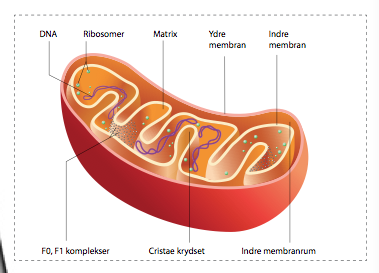 DNA
Ribosomer
Matrix
Ydre
membran
Indre
membran
F0, F1 komplekser
Cristae krydset
Indre membranrum